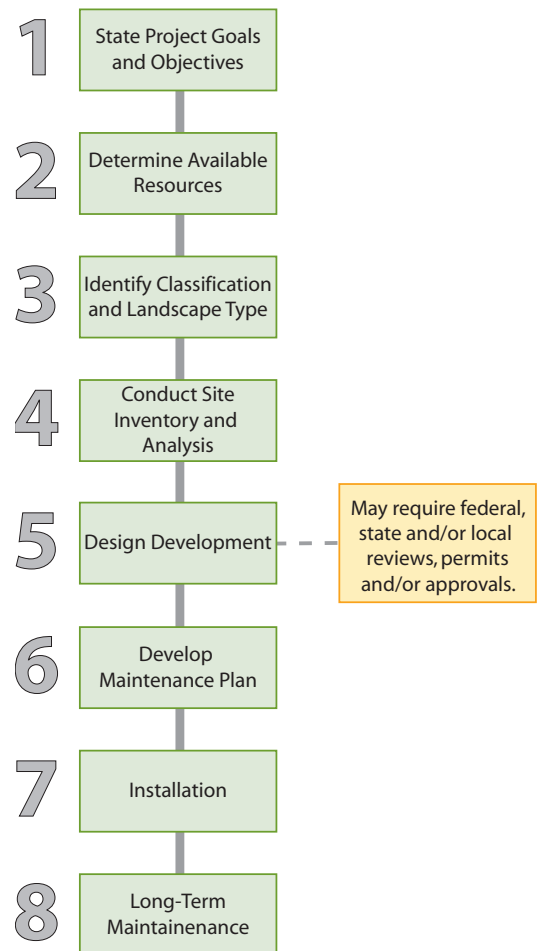 1
State Project Goals
and Objectives
2
Determine Available
Resources
3
Identify Classification
and Landscape Type
4
Conduct Site
Inventory and
Analysis
5
Design Development
May require federal,
state and/or local
reviews, permits
and/or approvals.
6
Develop
Maintenance Plan
7
Installation
8
Long-Term
Maintainenance